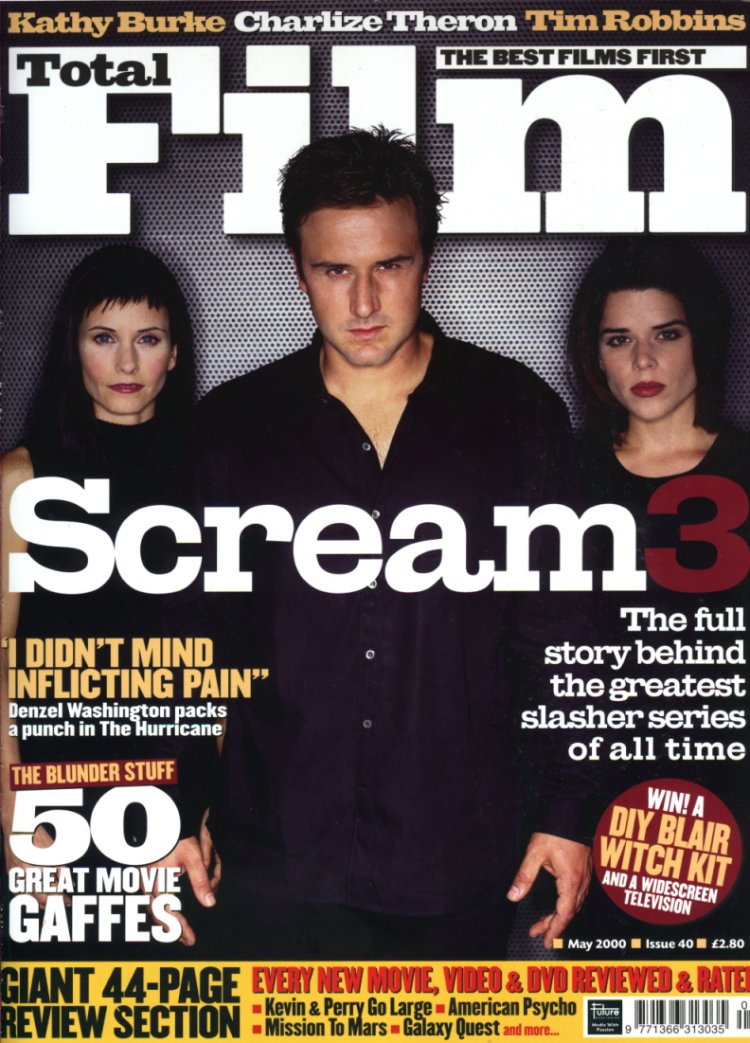 Kathy Burke Charlize Theron Tim Robbins
Total
Film
THE BEST FILMS FIRST
Scream3
The full
story behind
the greatest
slasher series
of all time
"I DIDN'T MIND
INFLICTING PAIN"
Denzel Washington packs
a punch in The Hurricane
THE BLUNDER STUFF
50
GREAT MOVIE
GAFFES
WIN! A
DIY BLAIR
WITCH KIT
AND A WIDESCREEN
TELEVISION
May 2000 Issue 40 £2.80
GIANT 44-PAGE
REVIEW SECTION
EVERY NEW MOVIE, VIDEO & DVD REVIEWED & RATE
Kevin & Perry Go Large American Psycho
Mission To Mars Galaxy Quest and more...
Future
Media With
Passion
9 771366 313035